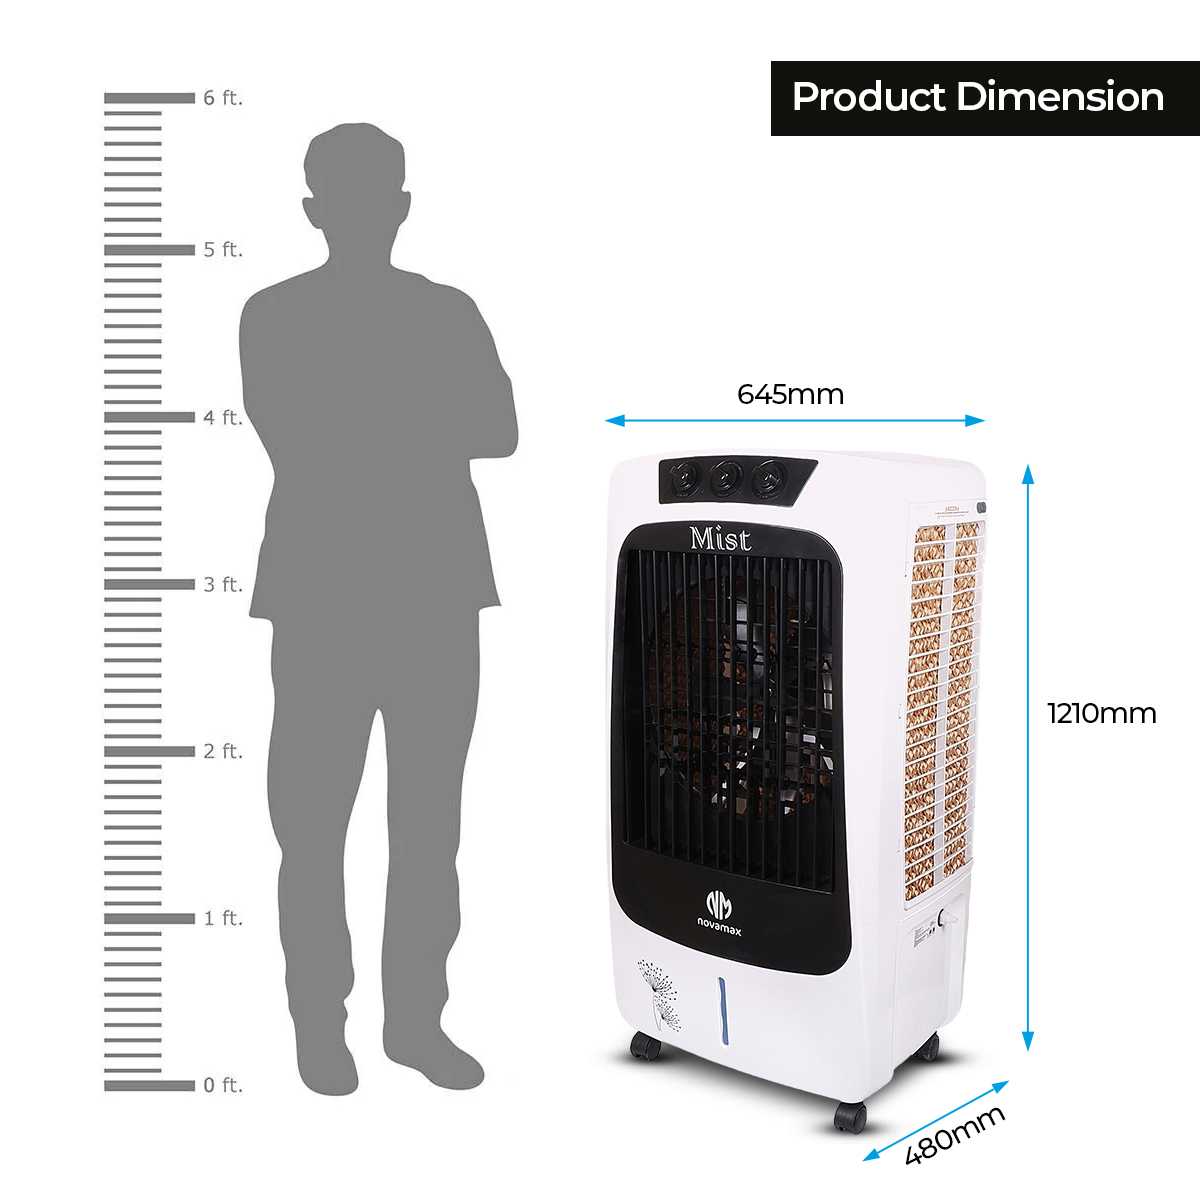 Product Dimension
6 ft.
5 ft.
4 ft.
3 ft.
2 ft.
1 ft.
0 ft.
645mm
Mist
1210mm
NM
novamax
480mm